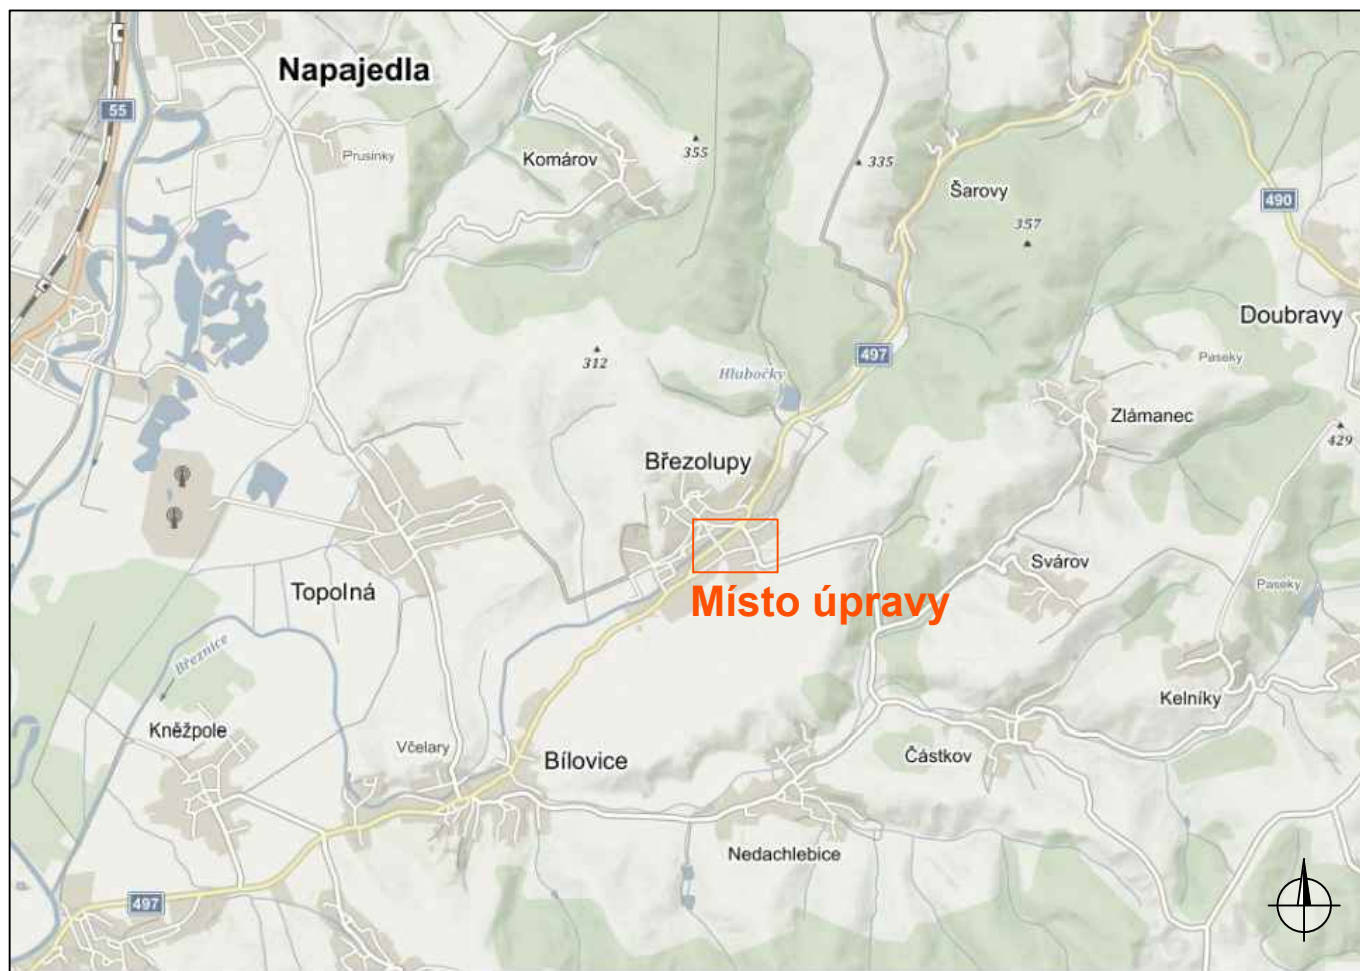 Napajedla
55
Prusinky
Komárov
355
335
Šarovy
490
357
Doubravy
497
312
Hlubočky
Paseky
Zlámanec
429
Březolupy
Svárov
Topolná
Místo úpravy
Paseky
Březnice
Kelníky
Kněžpole
Včelary
Bílovice
Částkov
Nedachlebice
497